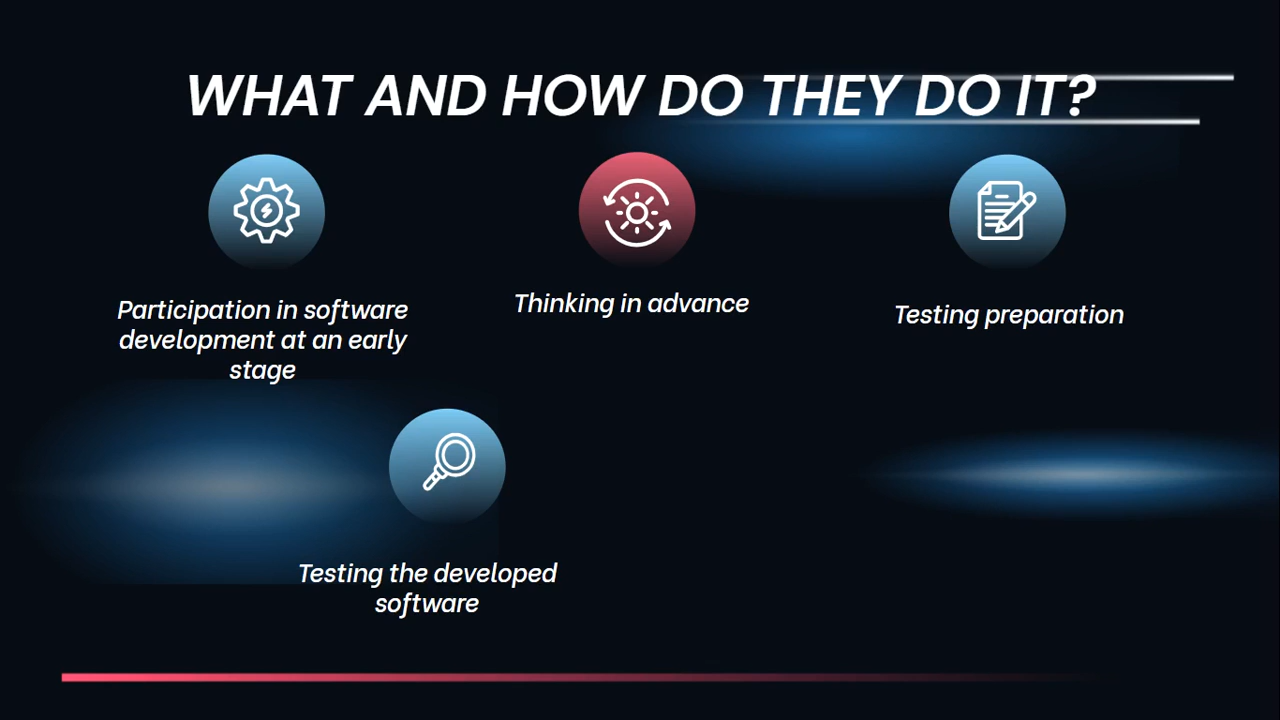 WHAT AND HOW DO THEY DO IT?
Participation in software
development at an early
stage
Thinking in advance
Testing preparation
Testing the developed
software